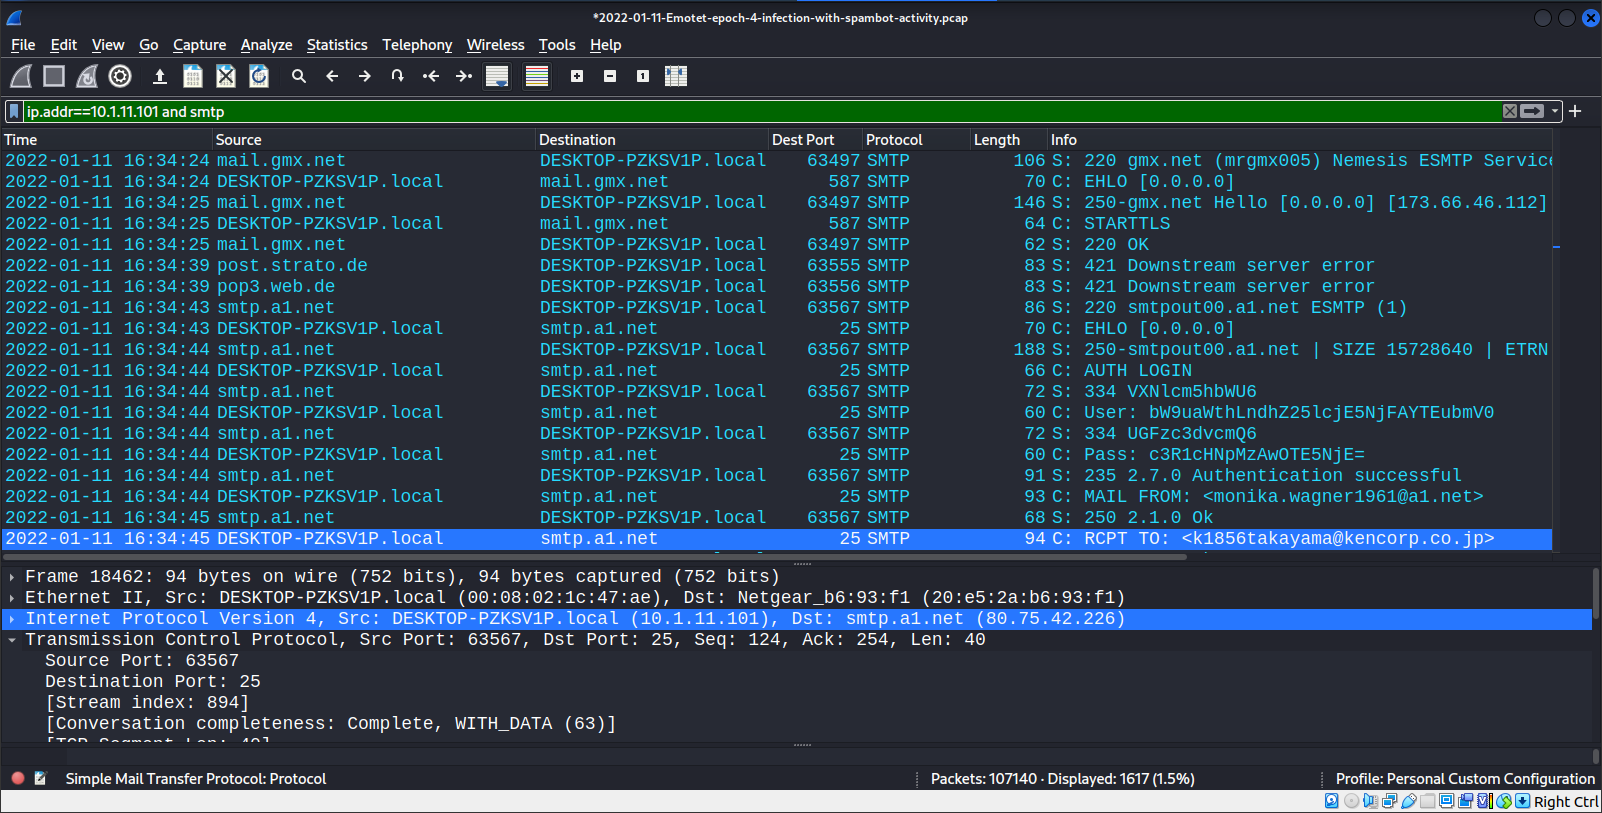 *2022-01-11-Emotet-epoch-4-infection-with-spambot-activity.pcap
File Edit View Go Capture Analyze Statistics Telephony Wireless Tools Help
ip.addr==10.1.11.101 and smtp
Time Source Destination Dest Port Protocol Length Info
2022-01-11 16:34:24 mail.gmx.net DESKTOP-PZKSV1P.local 63497 SMTP 106 S: 220 gmx.net (mrgmx005) Nemesis ESMTP Service
2022-01-11 16:34:24 DESKTOP-PZKSV1P.local mail.gmx.net 587 SMTP 70 C: EHLO [0.0.0.0]
2022-01-11 16:34:25 mail.gmx.net DESKTOP-PZKSV1P.local 63497 SMTP 146 S: 250-gmx.net Hello [0.0.0.0] [173.66.46.112]
2022-01-11 16:34:25 DESKTOP-PZKSV1P.local mail.gmx.net 587 SMTP 64 C: STARTTLS
2022-01-11 16:34:25 mail.gmx.net DESKTOP-PZKSV1P.local 63497 SMTP 62 S: 220 OK
2022-01-11 16:34:39 post.strato.de DESKTOP-PZKSV1P.local 63555 SMTP 83 S: 421 Downstream server error
2022-01-11 16:34:39 pop3.web.de DESKTOP-PZKSV1P.local 63556 SMTP 83 S: 421 Downstream server error
2022-01-11 16:34:43 smtp.a1.net DESKTOP-PZKSV1P.local 63567 SMTP 86 S: 220 smtpout00.a1.net ESMTP (1)
2022-01-11 16:34:43 DESKTOP-PZKSV1P.local smtp.a1.net 25 SMTP 70 C: EHLO [0.0.0.0]
2022-01-11 16:34:44 smtp.a1.net DESKTOP-PZKSV1P.local 63567 SMTP 188 S: 250-smtpout00.a1.net | SIZE 15728640 | ETRN
2022-01-11 16:34:44 DESKTOP-PZKSV1P.local smtp.a1.net 25 SMTP 66 C: AUTH LOGIN
2022-01-11 16:34:44 smtp.a1.net DESKTOP-PZKSV1P.local 63567 SMTP 72 S: 334 VXNlcm5hbWU6
2022-01-11 16:34:44 DESKTOP-PZKSV1P.local smtp.a1.net 25 SMTP 60 C: User: bW9uaWthLndhZ25lcjE5NjFAYTEubmV0
2022-01-11 16:34:44 smtp.a1.net DESKTOP-PZKSV1P.local 63567 SMTP 72 S: 334 UGFzc3dvcmQ6
2022-01-11 16:34:44 DESKTOP-PZKSV1P.local smtp.a1.net 25 SMTP 60 C: Pass: c3R1cHNpMzAwOTE5NjE=
2022-01-11 16:34:44 smtp.a1.net DESKTOP-PZKSV1P.local 63567 SMTP 91 S: 235 2.7.0 Authentication successful
2022-01-11 16:34:44 DESKTOP-PZKSV1P.local smtp.a1.net 25 SMTP 93 C: MAIL FROM: <monika.wagner1961@a1.net>
2022-01-11 16:34:45 smtp.a1.net DESKTOP-PZKSV1P.local 63567 SMTP 68 S: 250 2.1.0 Ok
2022-01-11 16:34:45 DESKTOP-PZKSV1P.local smtp.a1.net 25 SMTP 94 C: RCPT TO: <k1856takayama@kencorp.co.jp>
Frame 18462: 94 bytes on wire (752 bits), 94 bytes captured (752 bits)
Ethernet II, Src: DESKTOP-PZKSV1P.local (00:08:02:1c:47:ae), Dst: Netgear_b6:93:f1 (20:e5:2a:b6:93:f1)
Internet Protocol Version 4, Src: DESKTOP-PZKSV1P.local (10.1.11.101), Dst: smtp.a1.net (80.75.42.226)
Transmission Control Protocol, Src Port: 63567, Dst Port: 25, Seq: 124, Ack: 254, Len: 40
Source Port: 63567
Destination Port: 25
[Stream index: 894]
[Conversation completeness: Complete, WITH_DATA (63)]
[TCP Segment Len: 40]
Simple Mail Transfer Protocol: Protocol Packets: 107140 · Displayed: 1617 (1.5%) Profile: Personal Custom Configuration
Right Ctrl